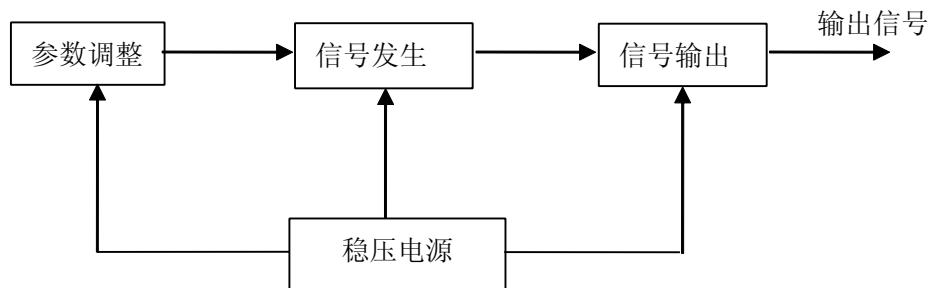 输出信号
参数调整
信号发生
信号输出
稳压电源